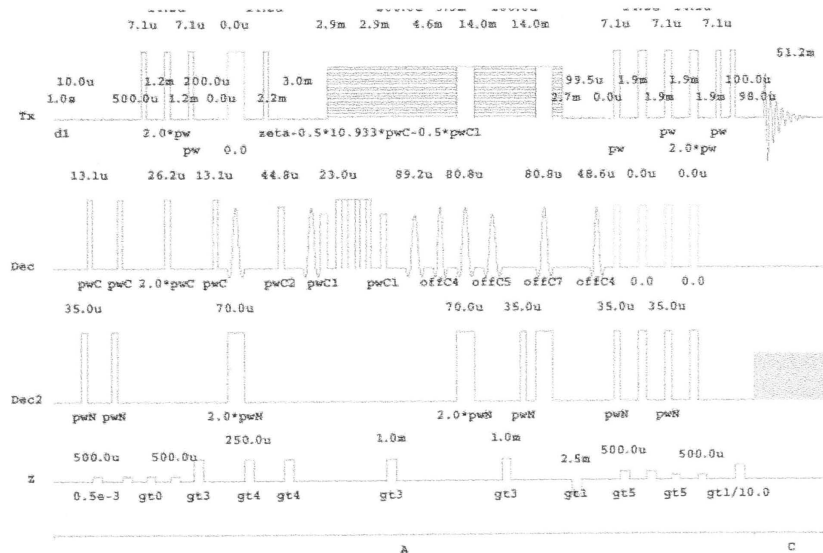 7.1u 7.1u 0.0u 2.9m 2.9m 4.6m 14.0m 14.0m 7.1u 7.1u 7.1u 7.1u
51.2m
10.0u 1.2m 200.0u 3.0m 99.5u 1.9m 1.9m 100.0u
1.0s 500.0u 1.2m 0.0u 2.2m 2.7m 0.0u 1.9m 1.9m 98.0u
Tx
d1 2.0*pw zeta-0.5*10.933*pwC-0.5*pwC1 pw pw
pw 0.0 pw 2.0*pw
13.1u 26.2u 13.1u 44.8u 23.0u 89.2u 80.8u 80.8u 48.6u 0.0u 0.0u
Dec
pwC pwC 2.0*pwC pwC pwC2 pwC1 pwC1 offC4 offC5 offC7 offC4 0.0 0.0
35.0u 70.0u 70.0u 35.0u 35.0u 35.0u
Dec2
pwN pwN 2.0*pwN 2.0*pwN pwN pwN pwN
250.0u 1.0m 1.0m
500.0u 500.0u 2.5m 500.0u 500.0u
Z
0.5e-3 gt0 gt3 gt4 gt4 gt3 gt3 gt1 gt5 gt5 gt1/10.0
A C